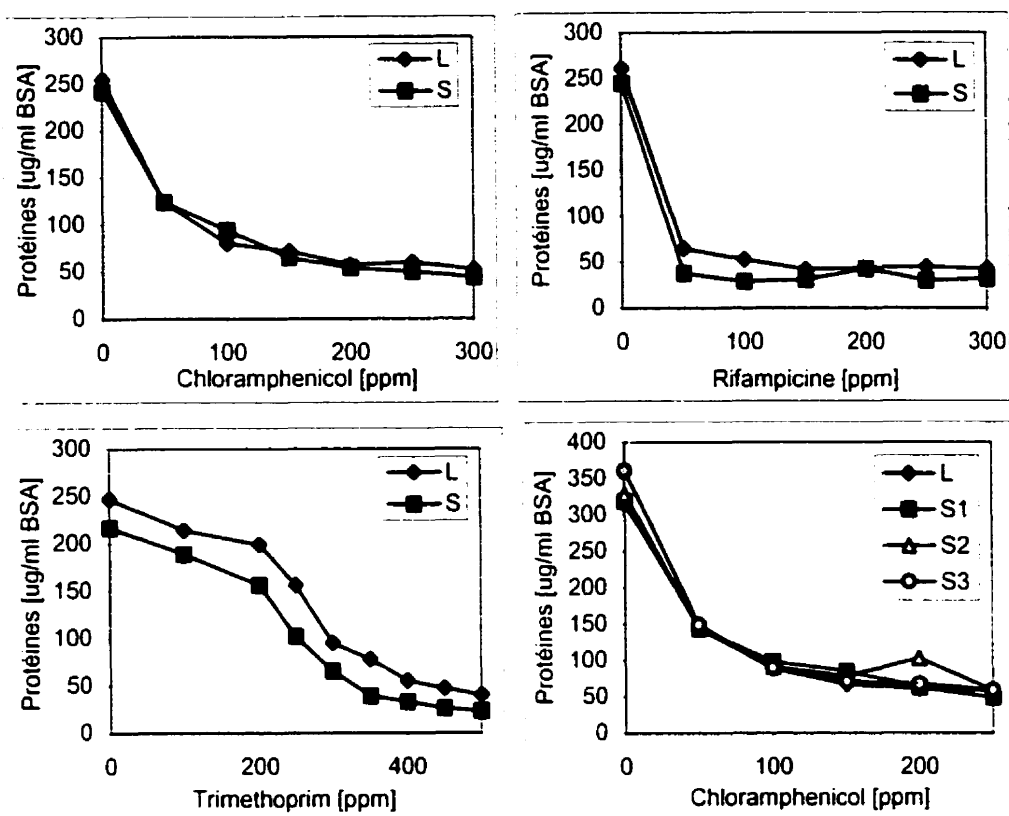 300
250
200
150
100
50
0
Protéines [ug/ml BSA]
L
S
0 100 200 300
Chloramphenicol [ppm]
300
250
200
150
100
50
0
Protéines [ug/ml BSA]
L
S
0 100 200 300
Rifampicine [ppm]
300
250
200
150
100
50
0
Protéines [ug/ml BSA]
L
S
0 200 400
Trimethoprim [ppm]
400
350
300
250
200
150
100
50
0
Protéines [ug/ml BSA]
L
S1
S2
S3
0 100 200
Chloramphenicol [ppm]